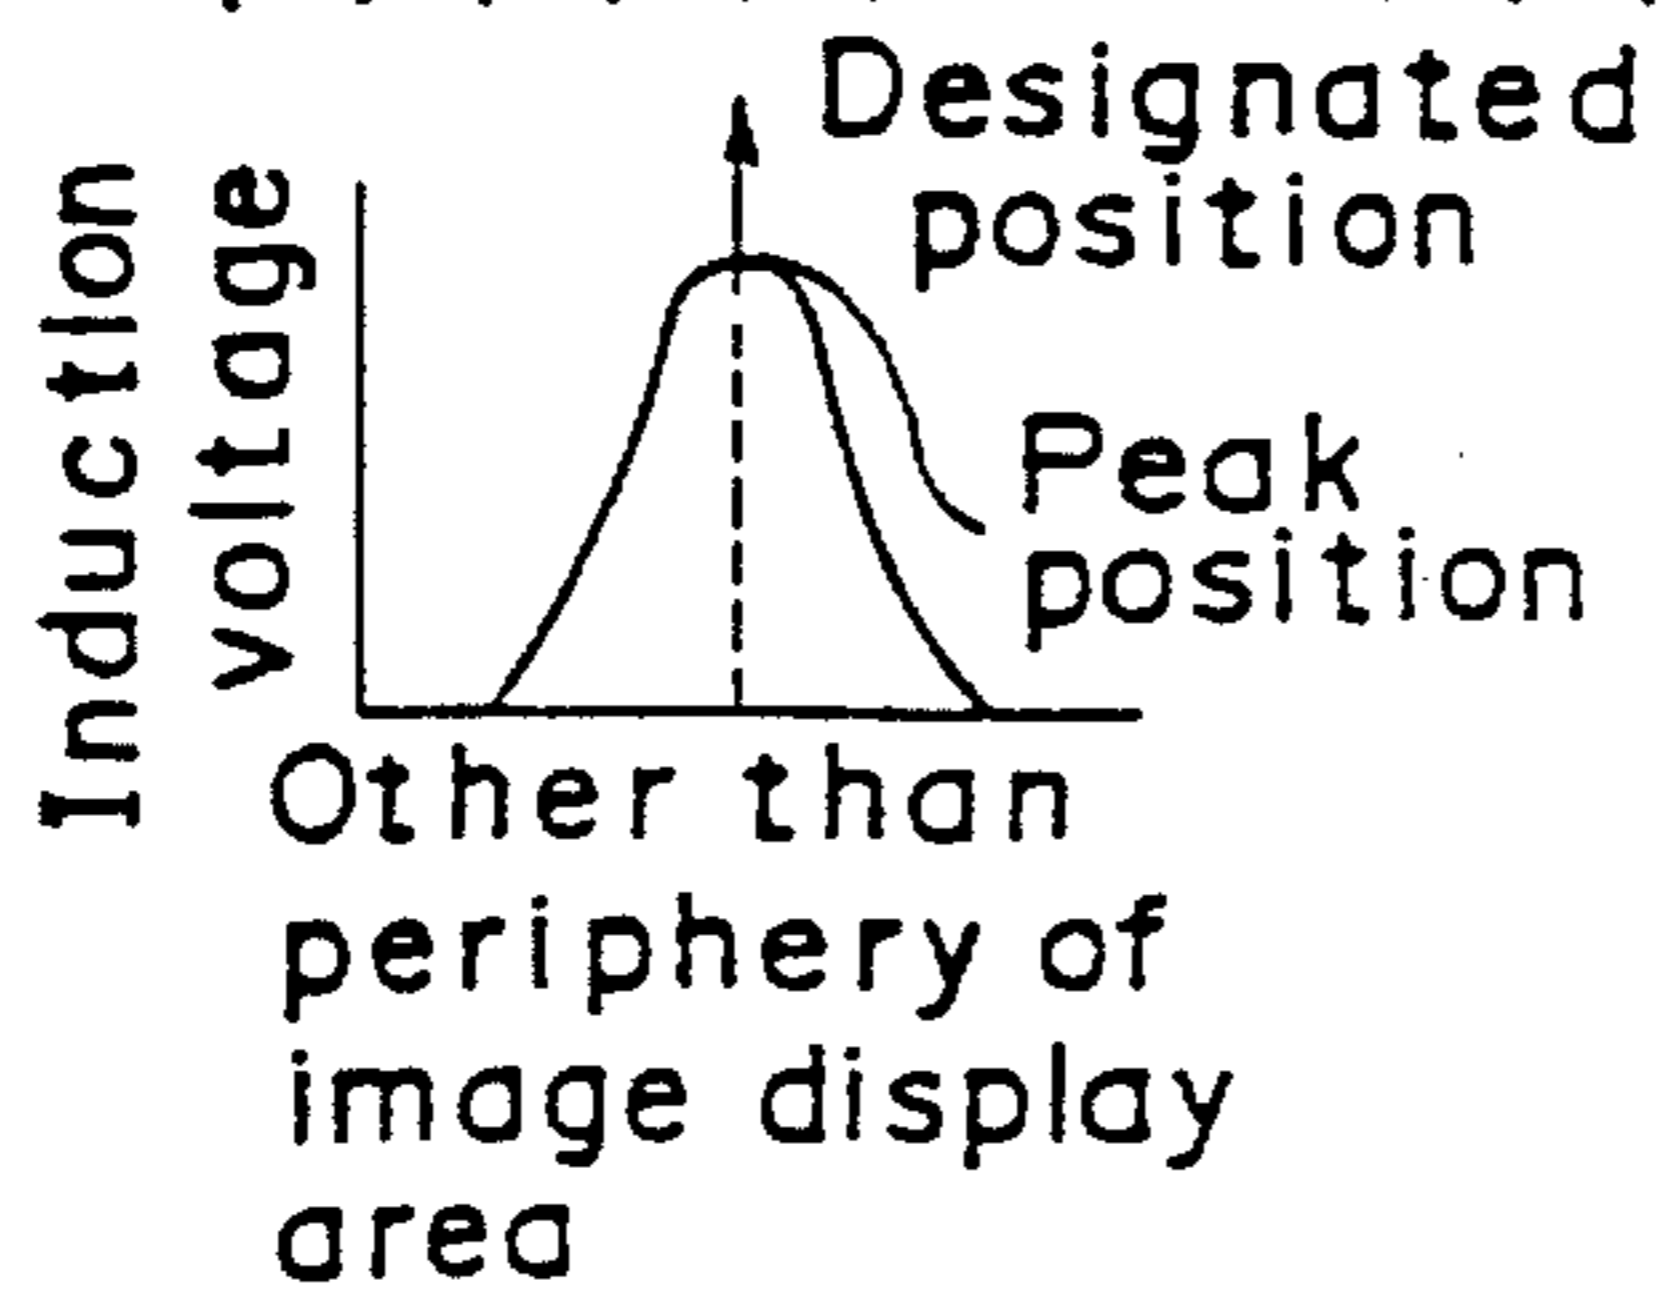 Designated
position
Induction
voltage
Peak
position
Other than
periphery of
image display
area